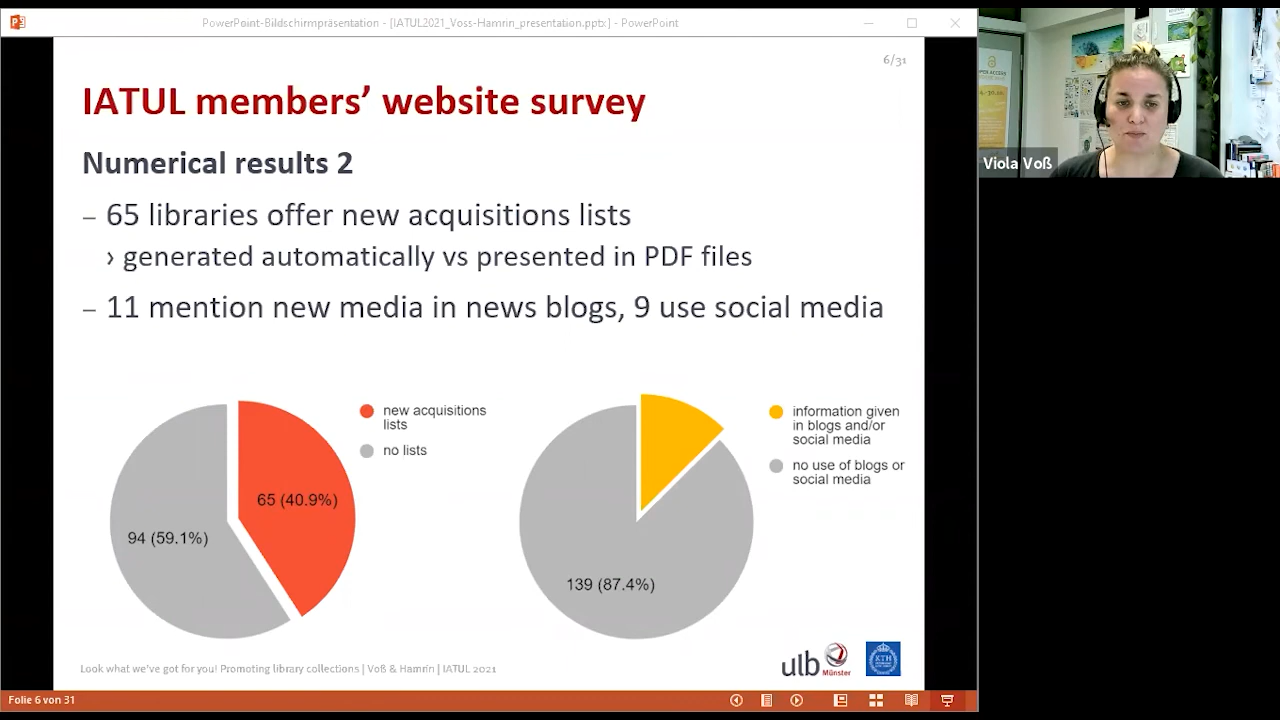 PowerPoint-Bildschirmpräsentation - [IATUL2021_Voss-Hamrin_presentation.pptx] - PowerPoint
6/31
IATUL members’ website survey
Numerical results 2
– 65 libraries offer new acquisitions lists
› generated automatically vs presented in PDF files
– 11 mention new media in news blogs, 9 use social media
new acquisitions
lists
no lists
65 (40.9%)
94 (59.1%)
information given
in blogs and/or
social media
no use of blogs or
social media
139 (87.4%)
Look what we've got for you! Promoting library collections | Voß & Hamrin | IATUL 2021
ulb Münster
KTH
Folie 6 von 31
OPEN ACCESS
Viola Voß